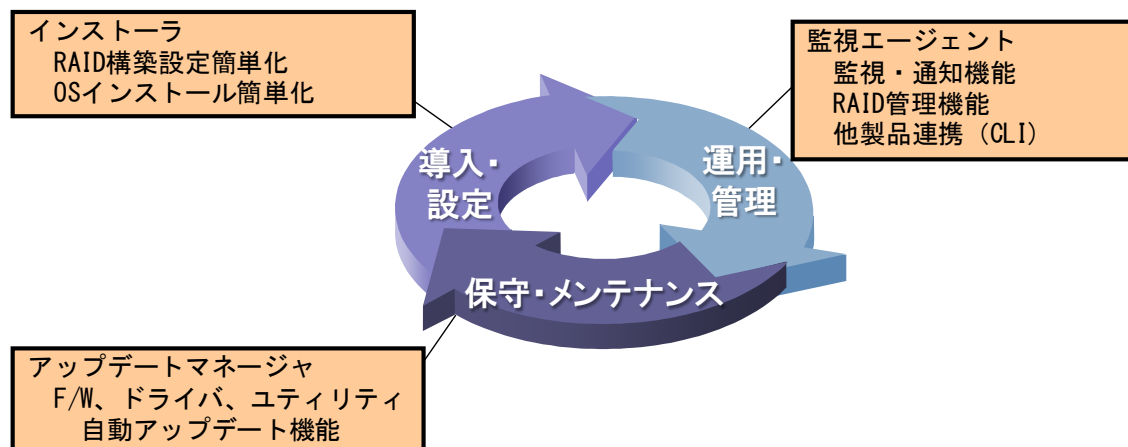 インストーラ
RAID構築設定簡単化
OSインストール簡単化
監視エージェント
監視・通知機能
RAID管理機能
他製品連携（CLI）
導入・
設定
運用・
管理
保守・メンテナンス
アップデートマネージャ
F/W、ドライバ、ユティリティ
自動アップデート機能